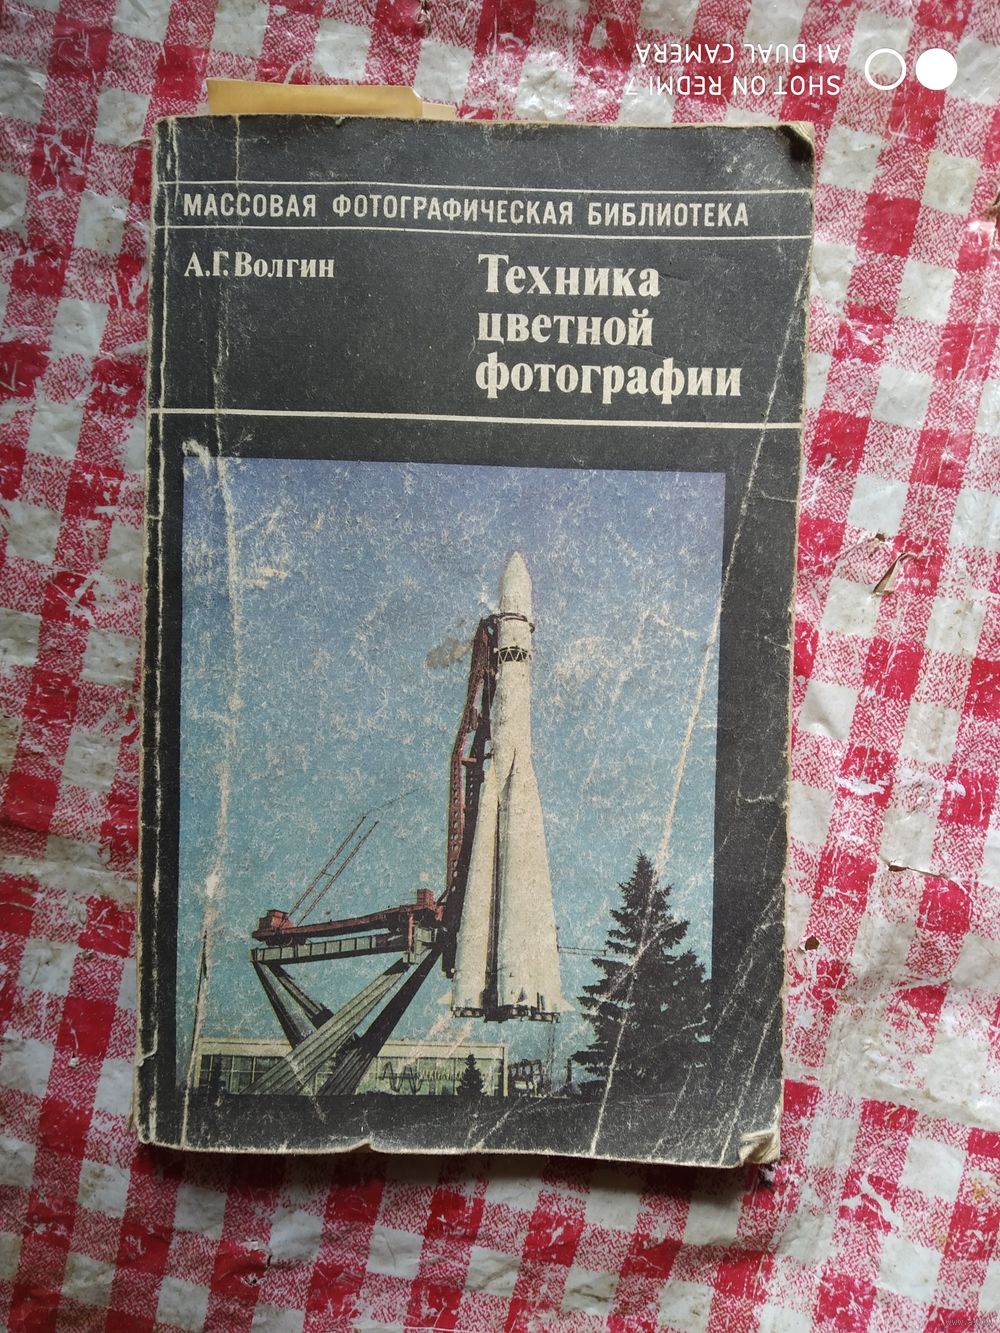 МАССОВАЯ ФОТОГРАФИЧЕСКАЯ БИБЛИОТЕКА
А.Г.Волгин
Техника
цветной
фотографии
SHOT ON REDMI 7
AI DUAL CAMERA